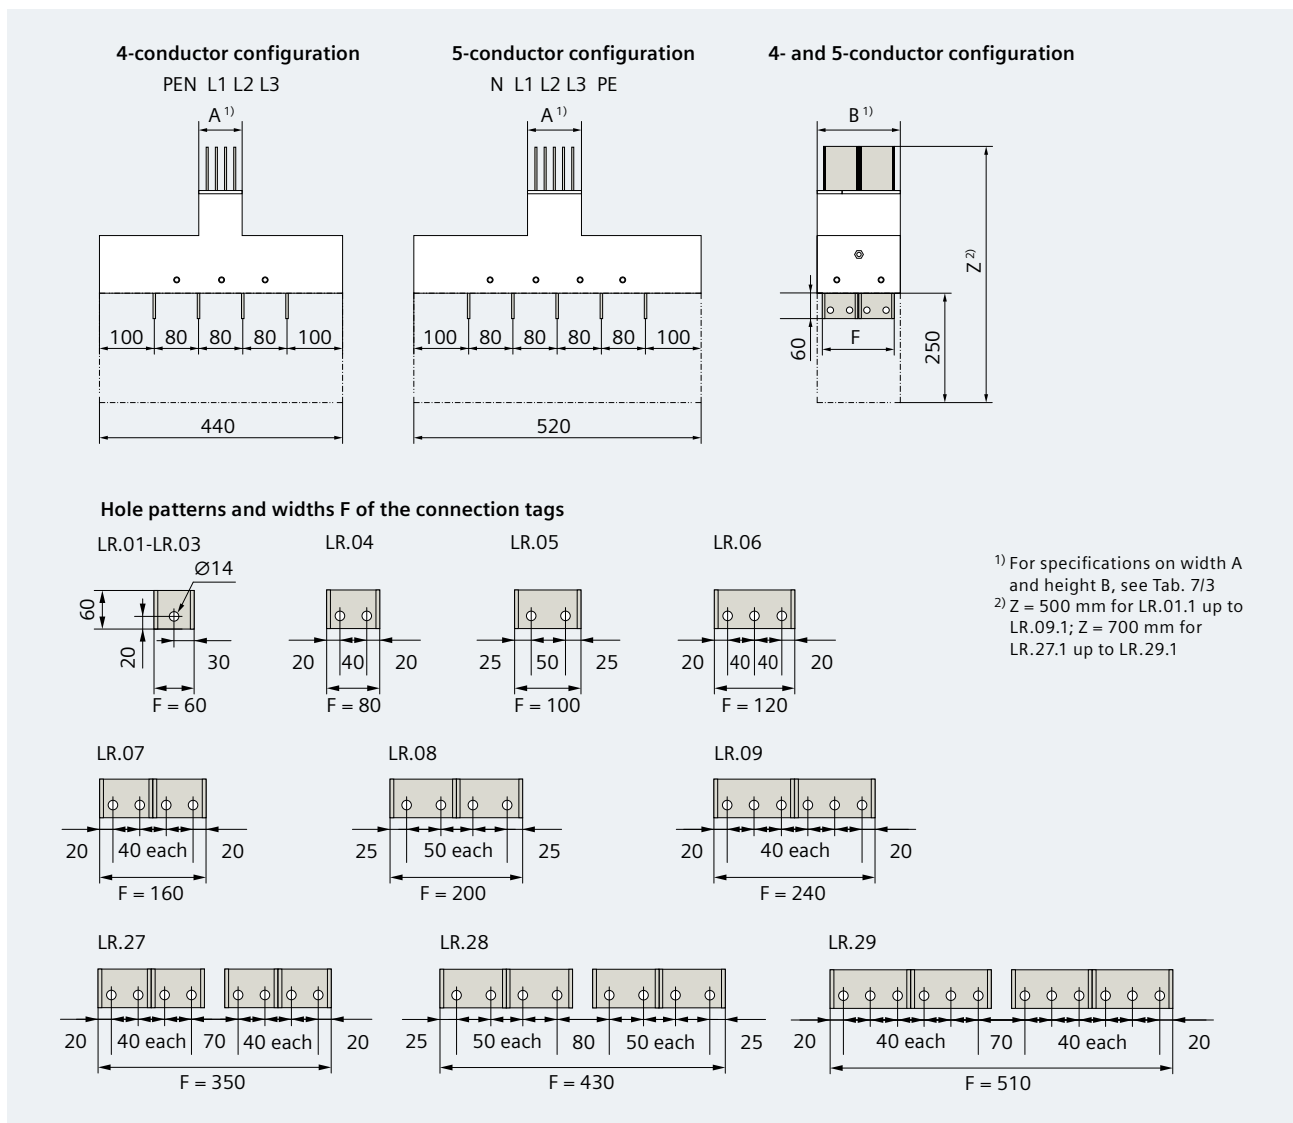 4-conductor configuration
5-conductor configuration
4- and 5-conductor configuration
PEN L1 L2 L3
N L1 L2 L3 PE
A 1)
A 1)
B 1)
Z 2)
100 80 80 80 100
100 80 80 80 80 100
60
F
250
440
520
Hole patterns and widths F of the connection tags
LR.01-LR.03
LR.04
LR.05
LR.06
Ø14
60
20
30
F = 60
20 40 20
F = 80
25 50 25
F = 100
20 40 40 20
F = 120
1) For specifications on width A
and height B, see Tab. 7/3
2) Z = 500 mm for LR.01.1 up to
LR.09.1; Z = 700 mm for
LR.27.1 up to LR.29.1
LR.07
LR.08
LR.09
20 40 each 20
F = 160
25 50 each 25
F = 200
20 40 each 20
F = 240
LR.27
LR.28
LR.29
20 40 each 70 40 each 20
F = 350
25 50 each 80 50 each 25
F = 430
20 40 each 70 40 each 20
F = 510